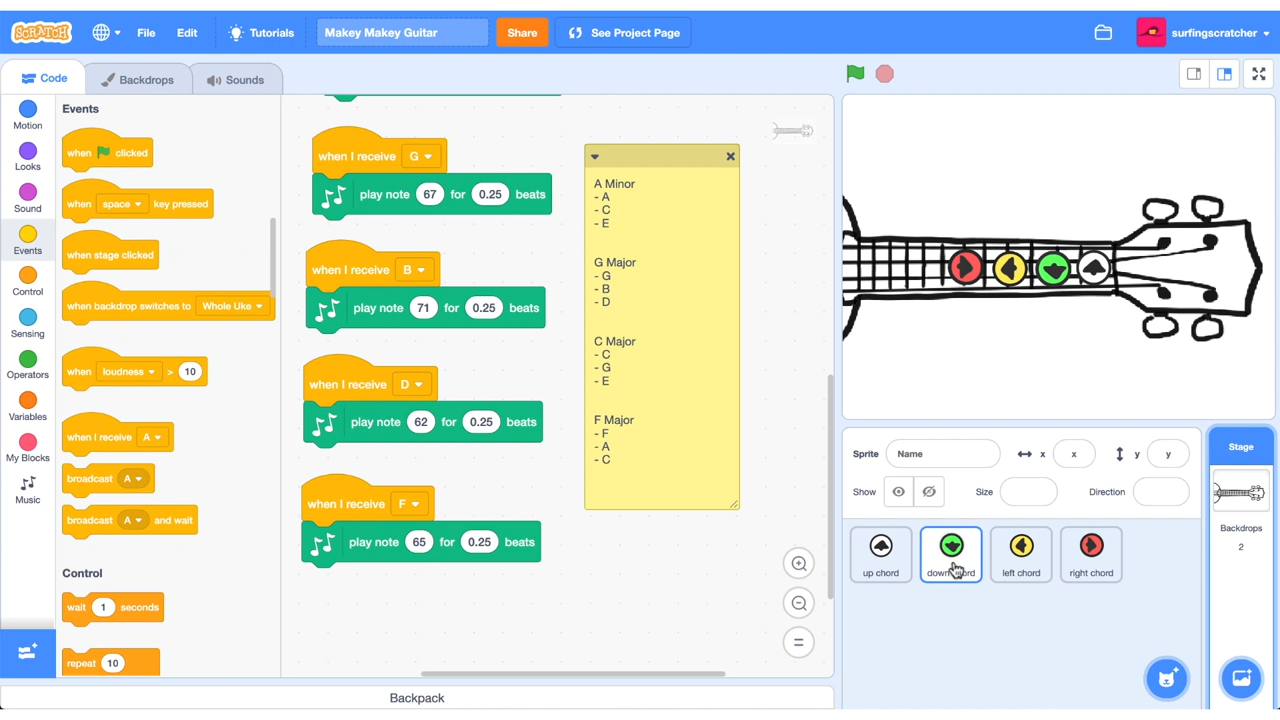 SCRATCH File Edit Tutorials Makey Makey Guitar Share See Project Page surfingscratcher
Code Backdrops Sounds
Motion
Looks
Sound
Events
Control
Sensing
Operators
Variables
My Blocks
Music
Events
when clicked
when space key pressed
when stage clicked
when backdrop switches to Whole Uke
when loudness > 10
when I receive A
broadcast A
broadcast A and wait
Control
wait 1 seconds
repeat 10
when I receive G
play note 67 for 0.25 beats
when I receive B
play note 71 for 0.25 beats
when I receive D
play note 62 for 0.25 beats
when I receive F
play note 65 for 0.25 beats
A Minor
- A
- C
- E
G Major
- G
- B
- D
C Major
- C
- G
- E
F Major
- F
- A
- C
Backpack
Sprite Name x x y y
Show Size Direction
up chord left chord right chord
Stage
Backdrops
2